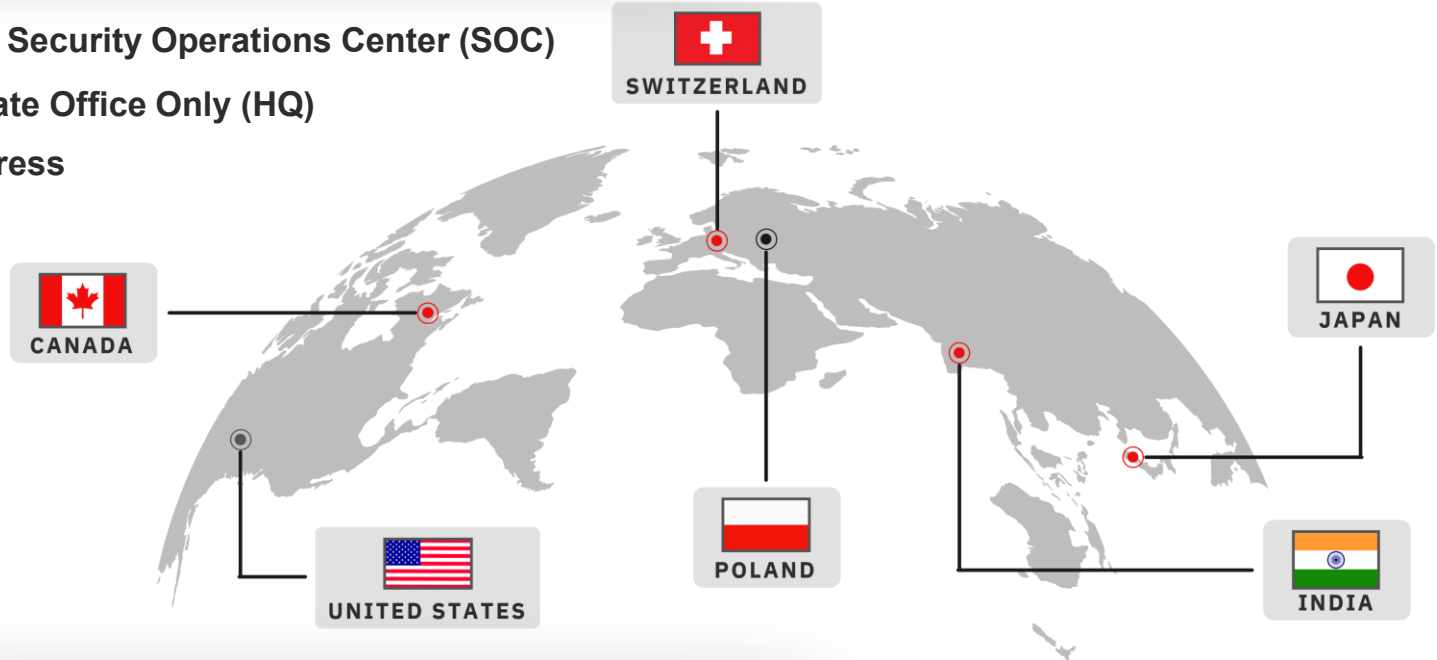 Security Operations Center (SOC)
ate Office Only (HQ)
ress
SWITZERLAND
CANADA
JAPAN
POLAND
UNITED STATES
INDIA